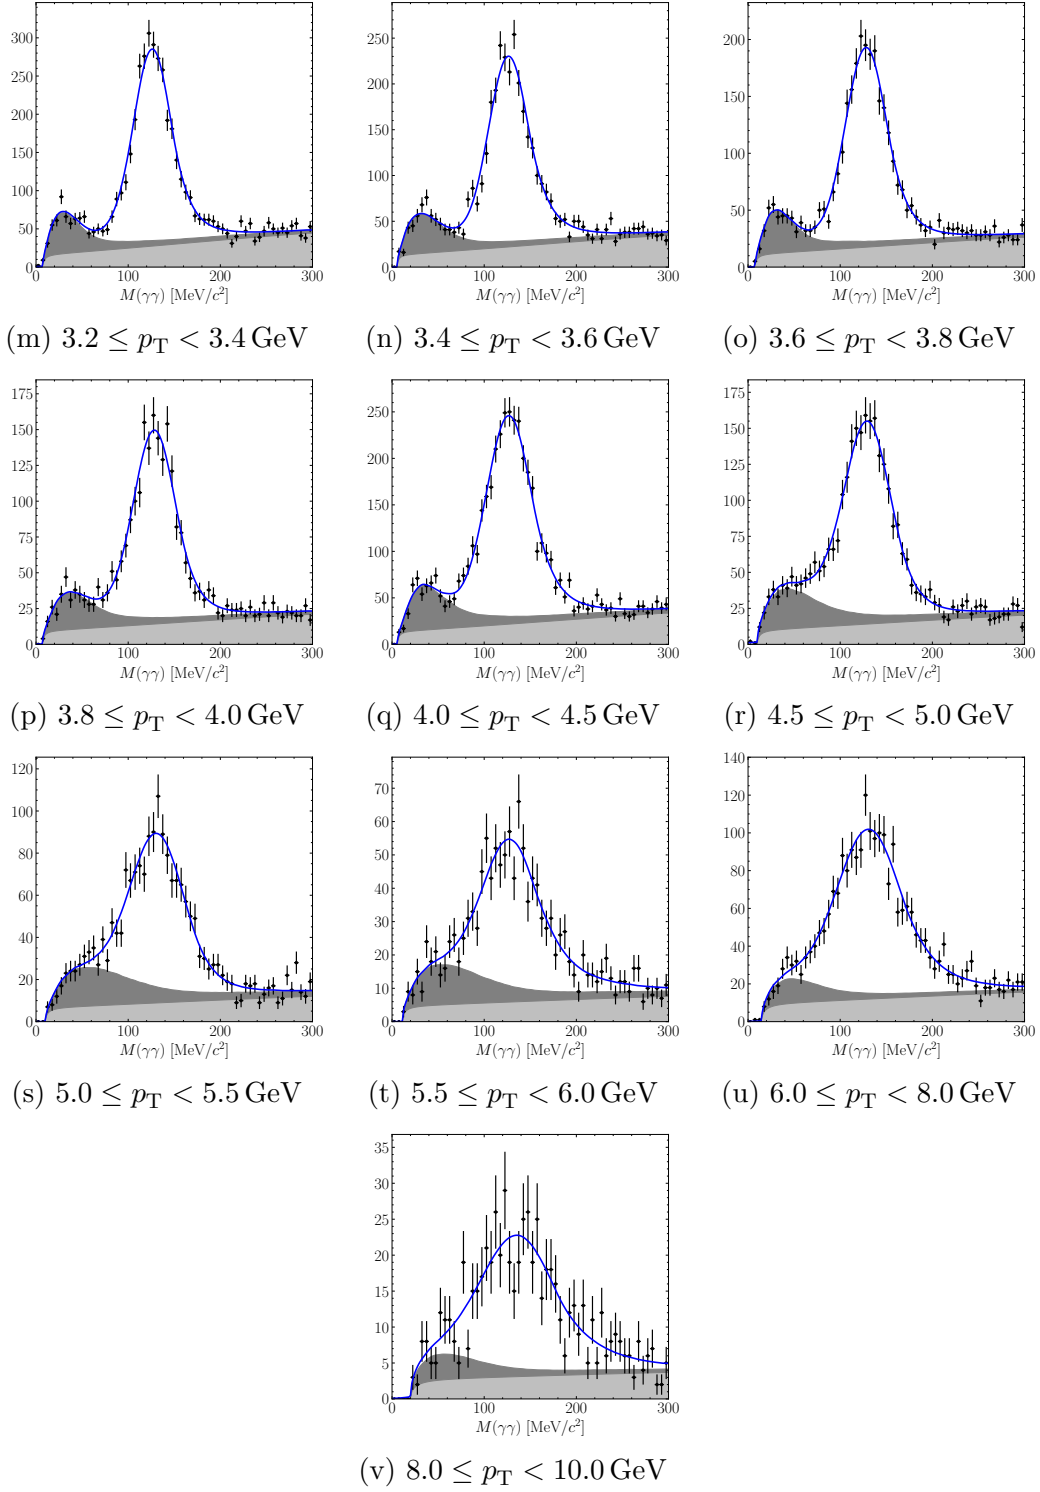 300
250
200
150
100
50
0
0 100 200 300
M(γγ) [MeV/c²]
(m) 3.2 ≤ pT < 3.4 GeV
250
200
150
100
50
0
0 100 200 300
M(γγ) [MeV/c²]
(n) 3.4 ≤ pT < 3.6 GeV
200
150
100
50
0
0 100 200 300
M(γγ) [MeV/c²]
(o) 3.6 ≤ pT < 3.8 GeV
175
150
125
100
75
50
25
0
0 100 200 300
M(γγ) [MeV/c²]
(p) 3.8 ≤ pT < 4.0 GeV
250
200
150
100
50
0
0 100 200 300
M(γγ) [MeV/c²]
(q) 4.0 ≤ pT < 4.5 GeV
175
150
125
100
75
50
25
0
0 100 200 300
M(γγ) [MeV/c²]
(r) 4.5 ≤ pT < 5.0 GeV
120
100
80
60
40
20
0
0 100 200 300
M(γγ) [MeV/c²]
(s) 5.0 ≤ pT < 5.5 GeV
70
60
50
40
30
20
10
0
0 100 200 300
M(γγ) [MeV/c²]
(t) 5.5 ≤ pT < 6.0 GeV
140
120
100
80
60
40
20
0
0 100 200 300
M(γγ) [MeV/c²]
(u) 6.0 ≤ pT < 8.0 GeV
35
30
25
20
15
10
5
0
0 100 200 300
M(γγ) [MeV/c²]
(v) 8.0 ≤ pT < 10.0 GeV